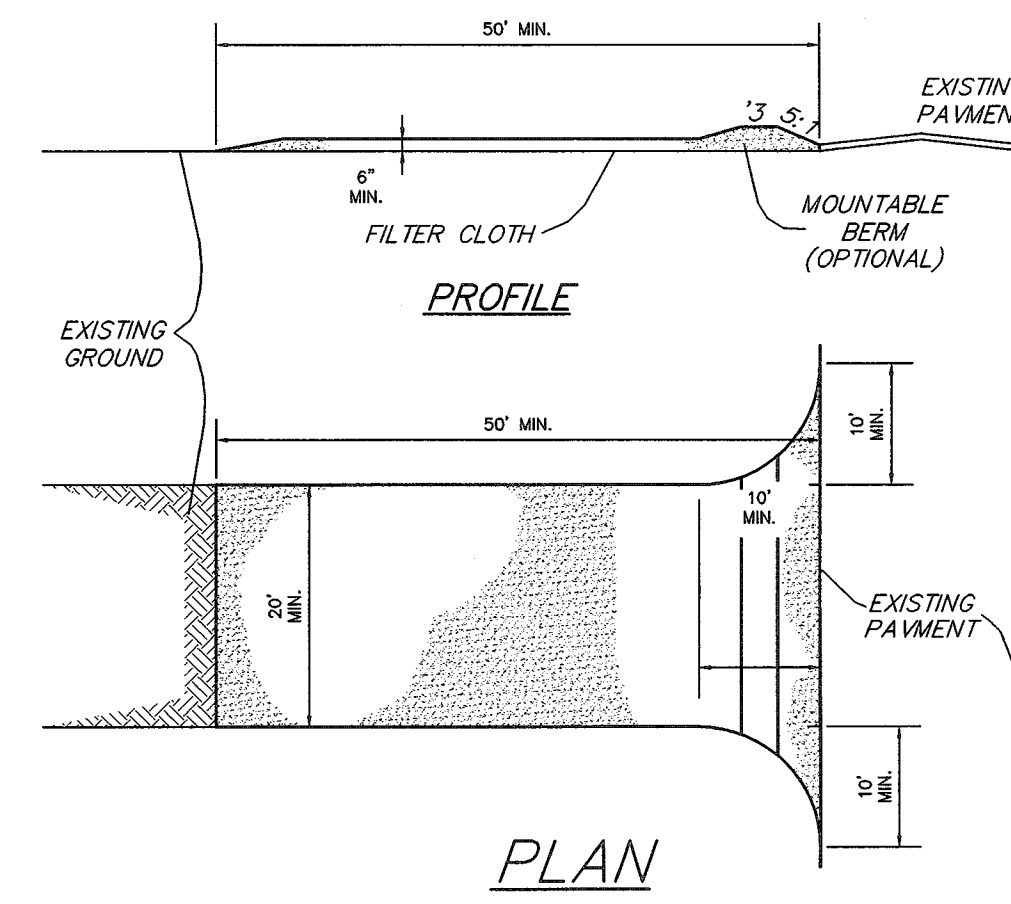 50' MIN.
EXISTIN
PAVMEN
'3 5:1
6"
MIN.
FILTER CLOTH
MOUNTABLE
BERM
(OPTIONAL)
PROFILE
EXISTING
GROUND
50' MIN.
10'
MIN.
10'
MIN.
20'
MIN.
EXISTING
PAVMENT
10'
MIN.
PLAN